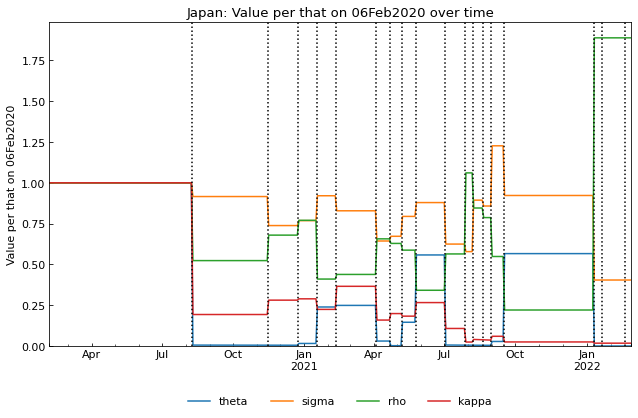 Japan: Value per that on 06Feb2020 over time
Value per that on 06Feb2020
1.75
1.50
1.25
1.00
0.75
0.50
0.25
0.00
Apr Jul Oct Jan Apr Jul Oct Jan
2021 2022
theta sigma rho kappa